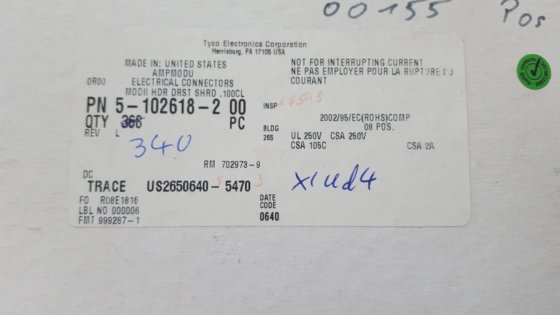 00155 Pos
Tyco Electronics Corporation
Harrisburg, PA 17105 USA
MADE IN: UNITED STATES
AMPMODU
ORDO ELECTRICAL CONNECTORS
MODII HDR DRST SHRD .100CL
PN 5-102618-2 00
QTY 366 PC
REV L
340
NOT FOR INTERRUPTING CURRENT
NE PAS EMPLOYER POUR LA RUPTURE DU
COURANT
INSP
2002/95/EC(ROHS)COMP
BLDG 08 POS.
265 UL 250V CSA 250V
CSA 105C CSA 2A
RM 702973-9
DC
TRACE US2650640-5470
FO R08E1816
LBL NO 000006
FMT 999287-1
DATE
CODE
0640